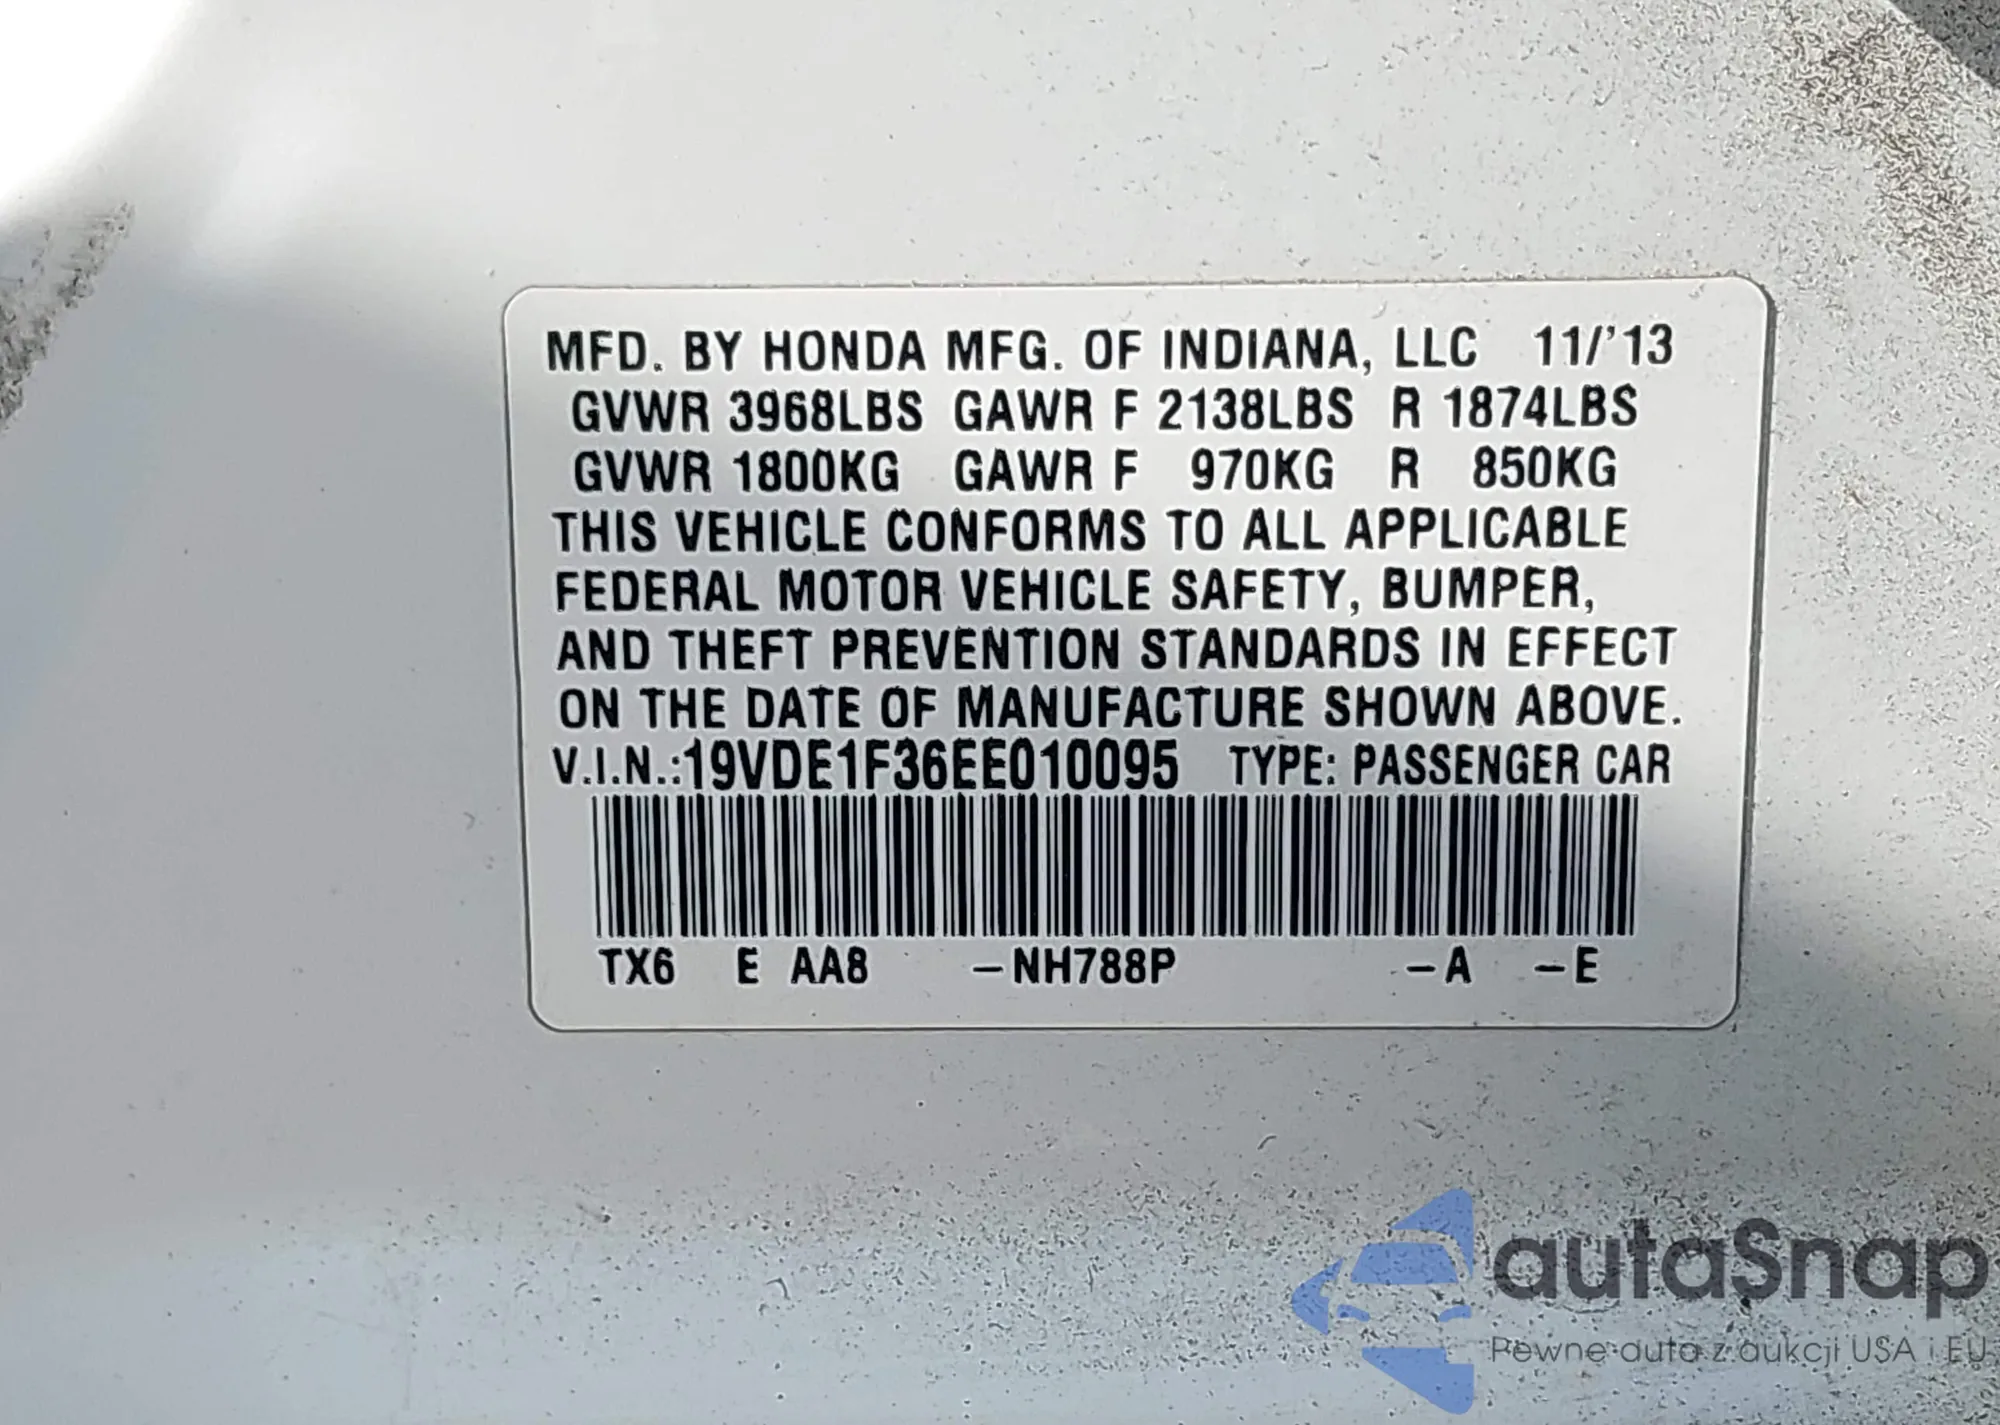 MFD. BY HONDA MFG. OF INDIANA, LLC 11/'13
GVWR 3968LBS GAWR F 2138LBS R 1874LBS
GVWR 1800KG GAWR F 970KG R 850KG
THIS VEHICLE CONFORMS TO ALL APPLICABLE
FEDERAL MOTOR VEHICLE SAFETY, BUMPER,
AND THEFT PREVENTION STANDARDS IN EFFECT
ON THE DATE OF MANUFACTURE SHOWN ABOVE.
V.I.N.:19VDE1F36EE010095 TYPE: PASSENGER CAR
TX6 E AA8 –NH788P –A –E
autaSnap
Pewne auta z aukcji USA i EU